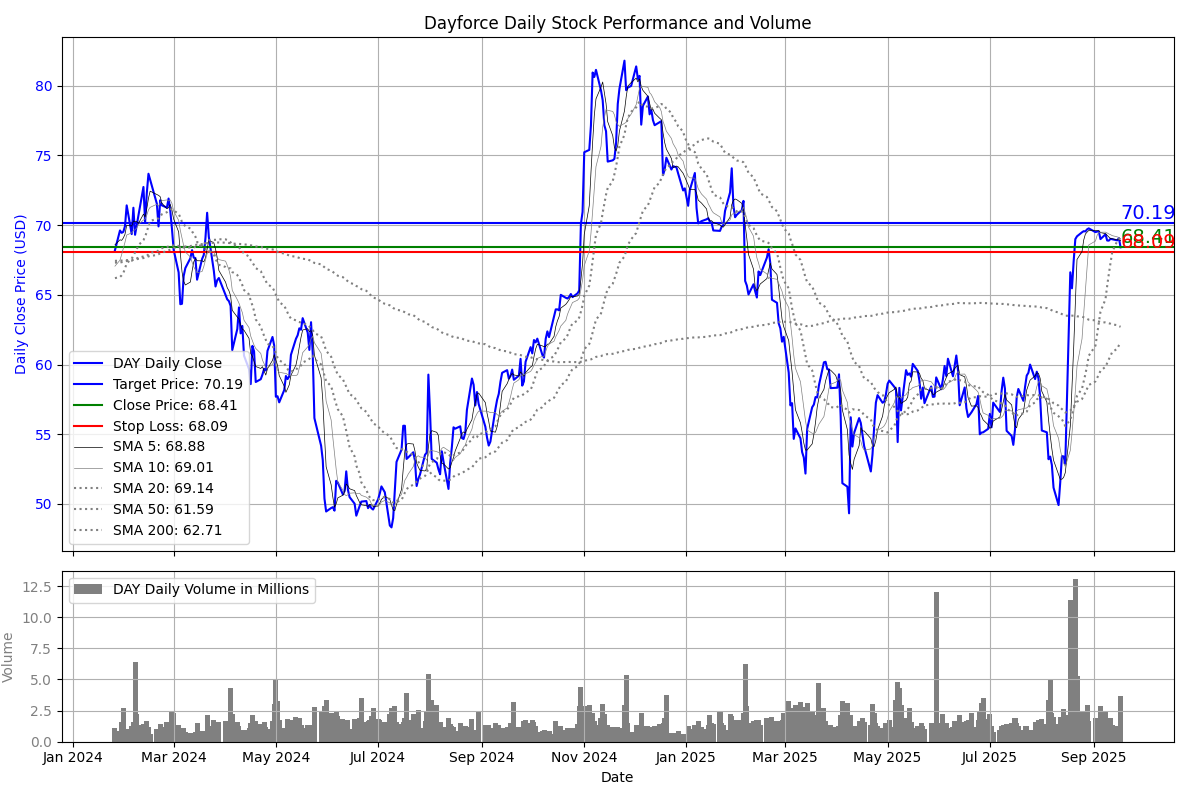 Dayforce Daily Stock Performance and Volume
Daily Close Price (USD)
80
75
70
65
60
55
50
70.19
68.41
68.09
DAY Daily Close
Target Price: 70.19
Close Price: 68.41
Stop Loss: 68.09
SMA 5: 68.88
SMA 10: 69.01
SMA 20: 69.14
SMA 50: 61.59
SMA 200: 62.71
Volume
12.5
10.0
7.5
5.0
2.5
0.0
DAY Daily Volume in Millions
Jan 2024 Mar 2024 May 2024 Jul 2024 Sep 2024 Nov 2024 Jan 2025 Mar 2025 May 2025 Jul 2025 Sep 2025
Date